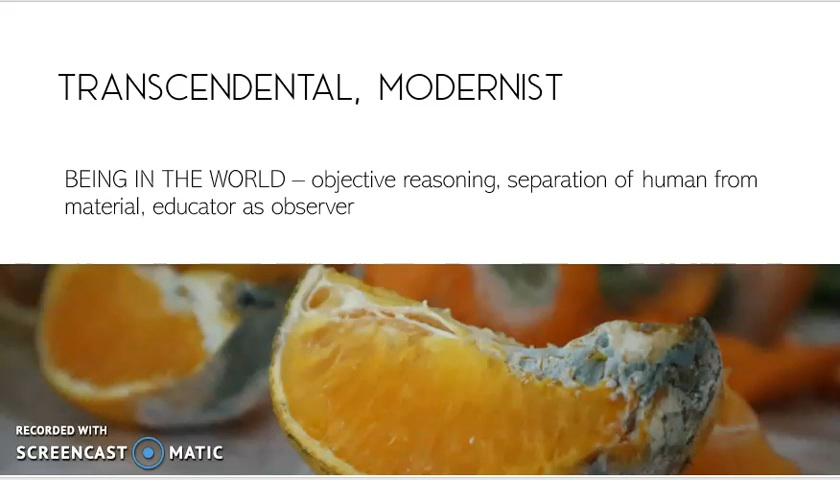 TRANSCENDENTAL, MODERNIST
BEING IN THE WORLD – objective reasoning, separation of human from
material, educator as observer
RECORDED WITH
SCREENCAST MATIC